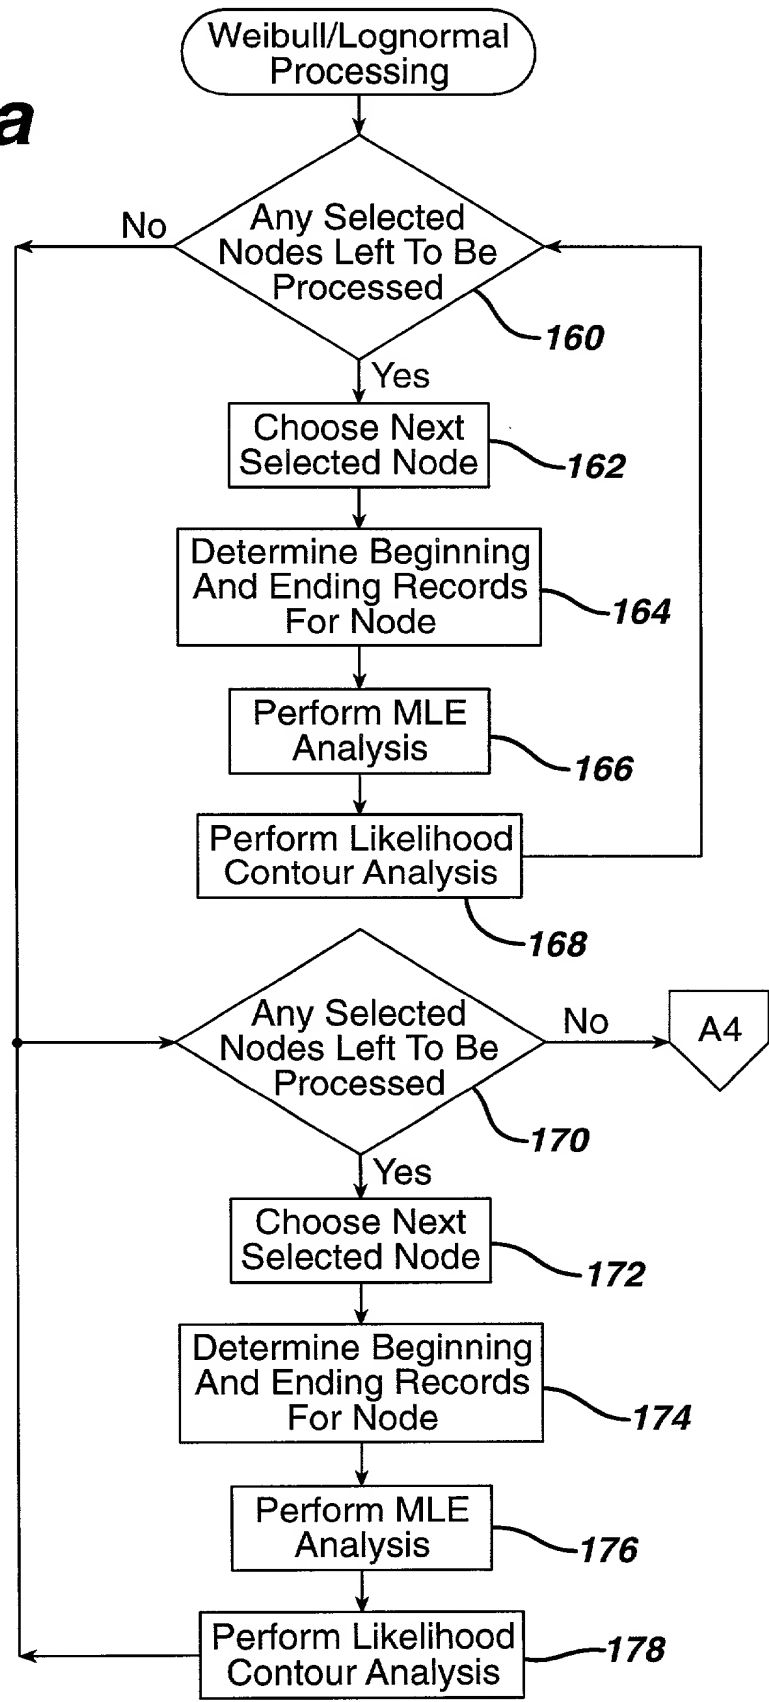 Weibull/Lognormal
Processing
a
No
Any Selected
Nodes Left To Be
Processed
160
Yes
Choose Next
Selected Node
162
Determine Beginning
And Ending Records
For Node
164
Perform MLE
Analysis
166
Perform Likelihood
Contour Analysis
168
Any Selected
Nodes Left To Be
Processed
No
A4
170
Yes
Choose Next
Selected Node
172
Determine Beginning
And Ending Records
For Node
174
Perform MLE
Analysis
176
Perform Likelihood
Contour Analysis
178